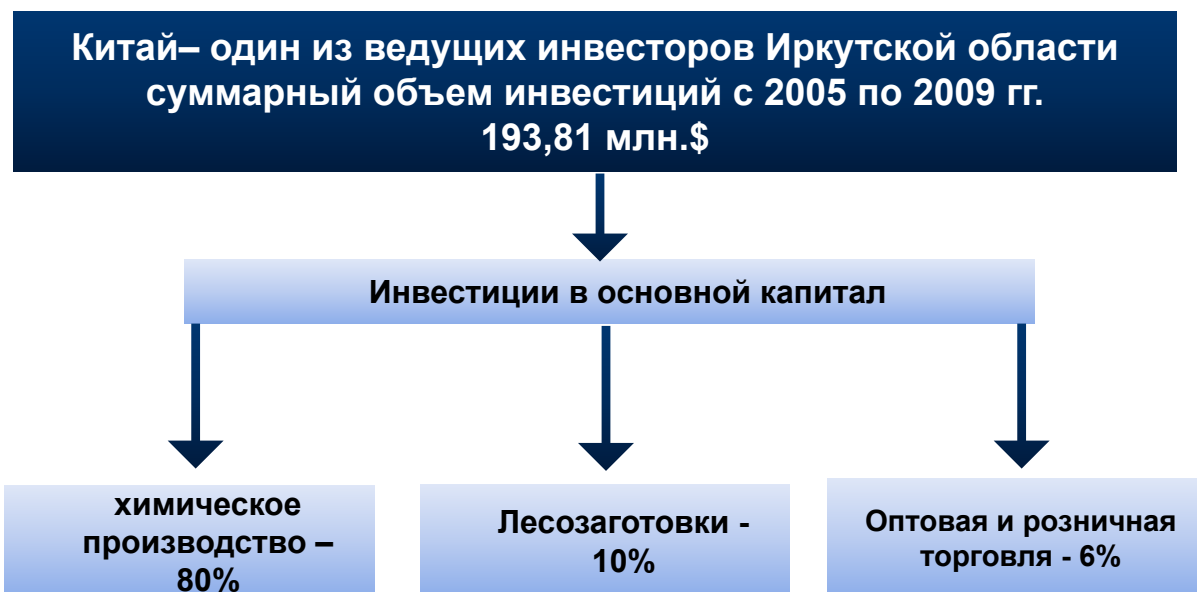 Китай– один из ведущих инвесторов Иркутской области
суммарный объем инвестиций с 2005 по 2009 гг.
193,81 млн.$
Инвестиции в основной капитал
химическое
производство –
80%
Лесозаготовки -
10%
Оптовая и розничная
торговля - 6%